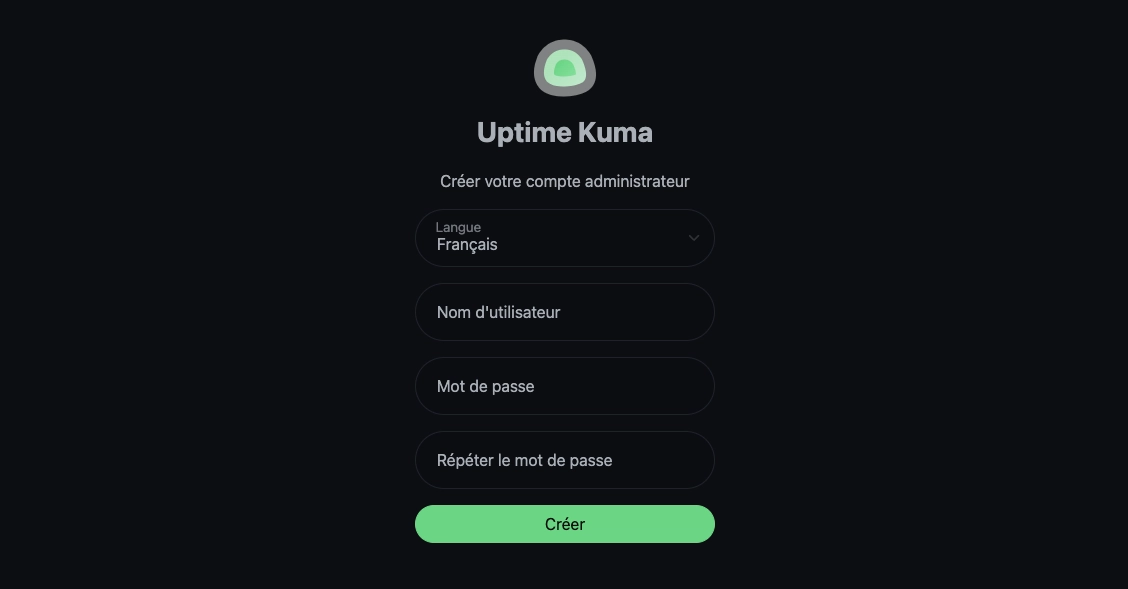 Uptime Kuma
Créer votre compte administrateur
Langue
Français
Nom d'utilisateur
Mot de passe
Répéter le mot de passe
Créer